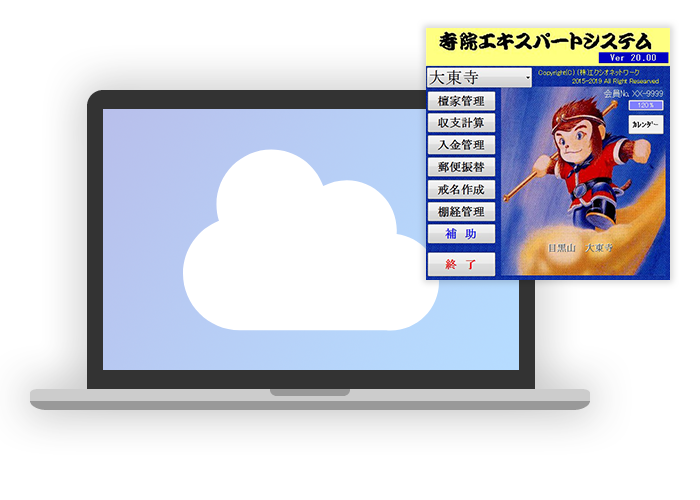 寺院エキスパートシステム
Ver 20.00
大東寺
Copyright(C) (株)エクシオネットワーク
2015-2019 All Right Researved
会員No. XX-9999
120%
カレンダー
檀家管理
収支計算
入金管理
郵便振替
戒名作成
棚経管理
補 助
終 了
目黒山 大東寺